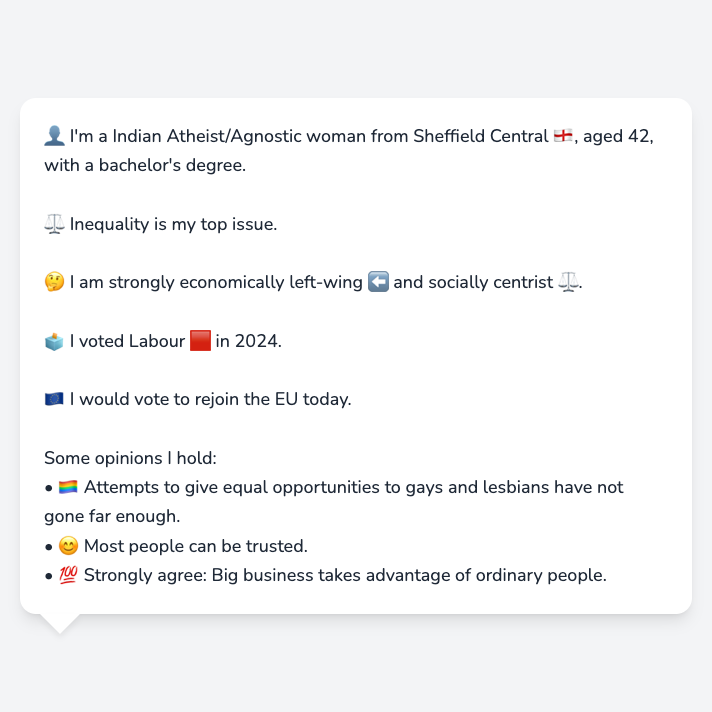 👤 I'm a Indian Atheist/Agnostic woman from Sheffield Central 🏴󠁧󠁢󠁥󠁮󠁧󠁿, aged 42,
with a bachelor's degree.
⚖️ Inequality is my top issue.
🤔 I am strongly economically left-wing ⬅️ and socially centrist ⚖️.
🗳️ I voted Labour 🟥 in 2024.
🇪🇺 I would vote to rejoin the EU today.
Some opinions I hold:
• 🏳️‍🌈 Attempts to give equal opportunities to gays and lesbians have not
gone far enough.
• 😊 Most people can be trusted.
• 💯 Strongly agree: Big business takes advantage of ordinary people.